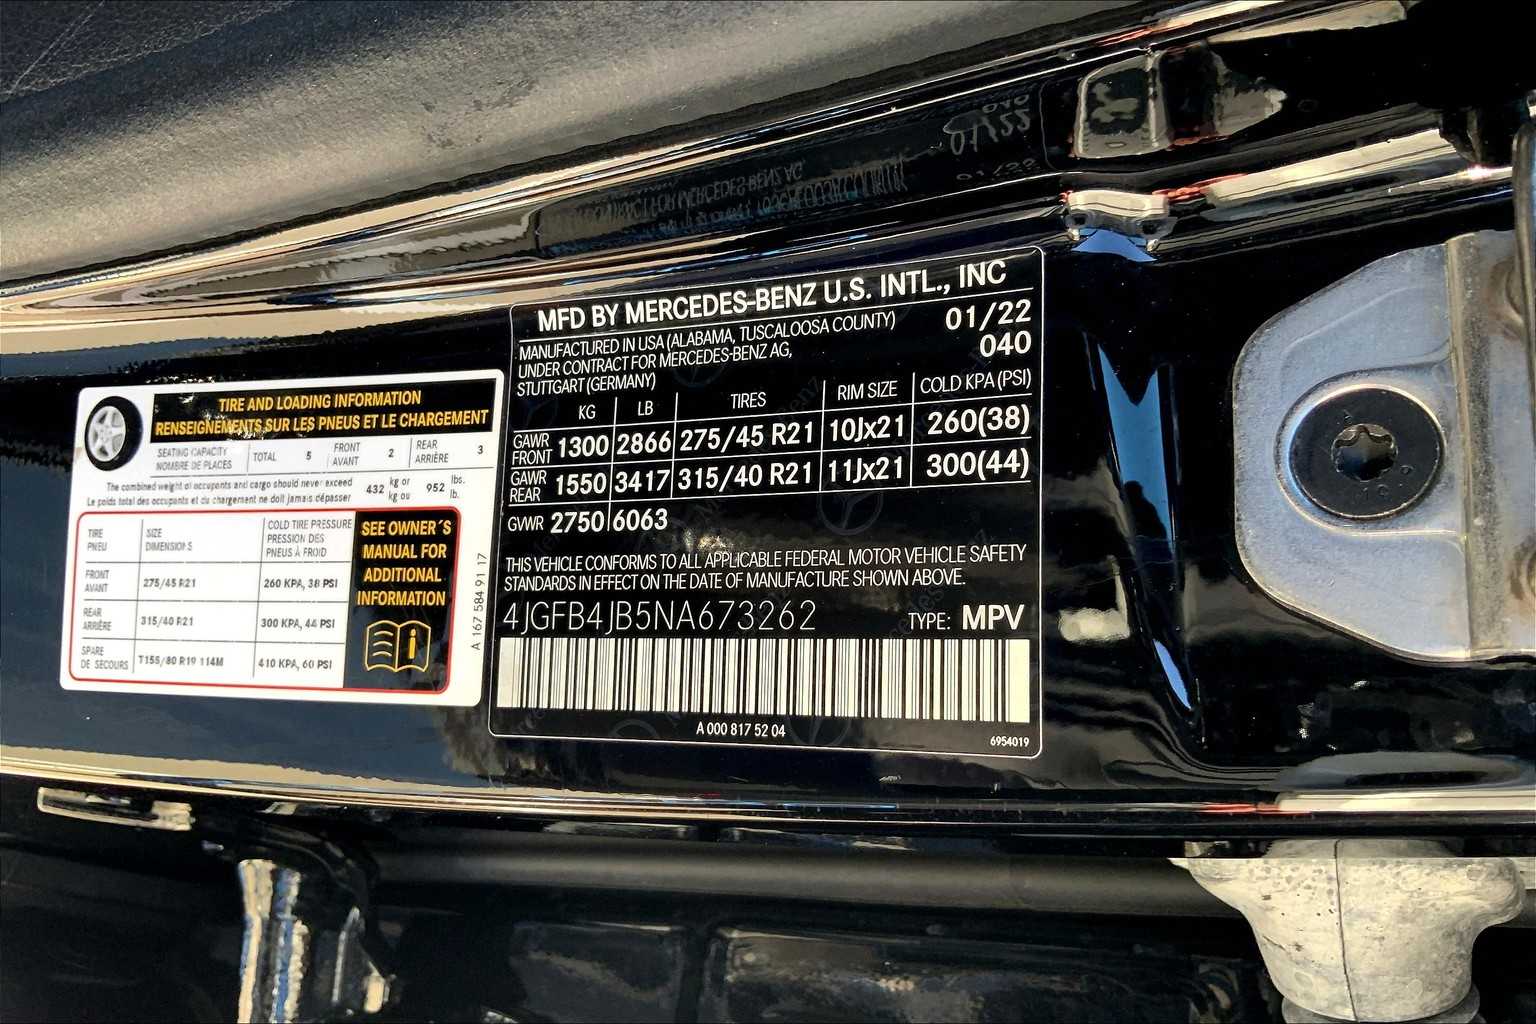 TIRE AND LOADING INFORMATION
RENSEIGNEMENTS SUR LES PNEUS ET LE CHARGEMENT
SEATING CAPACITY
NOMBRE DE PLACES
TOTAL 5
FRONT
AVANT 2
REAR
ARRIÈRE 3
The combined weight of occupants and cargo should never exceed
Le poids total des occupants et du chargement ne doit jamais dépasser
432 kg or
kg ou
952 lbs.
lb.
TIRE
PNEU
SIZE
DIMENSIONS
COLD TIRE PRESSURE
PRESSION DES
PNEUS À FROID
FRONT
AVANT
275/45 R21
260 KPA, 38 PSI
REAR
ARRIÈRE
315/40 R21
300 KPA, 44 PSI
SPARE
DE SECOURS
T155/80 R19 114M
410 KPA, 60 PSI
SEE OWNER´S
MANUAL FOR
ADDITIONAL
INFORMATION
A 167 584 91 17
MFD BY MERCEDES-BENZ U.S. INTL., INC
MANUFACTURED IN USA (ALABAMA, TUSCALOOSA COUNTY)
UNDER CONTRACT FOR MERCEDES-BENZ AG,
STUTTGART (GERMANY)
01/22
040
KG LB TIRES RIM SIZE COLD KPA (PSI)
GAWR
FRONT 1300 2866 275/45 R21 10Jx21 260(38)
GAWR
REAR 1550 3417 315/40 R21 11Jx21 300(44)
GVWR 2750 6063
THIS VEHICLE CONFORMS TO ALL APPLICABLE FEDERAL MOTOR VEHICLE SAFETY
STANDARDS IN EFFECT ON THE DATE OF MANUFACTURE SHOWN ABOVE.
4JGFB4JB5NA673262 TYPE: MPV
A 000 817 52 04
6954019